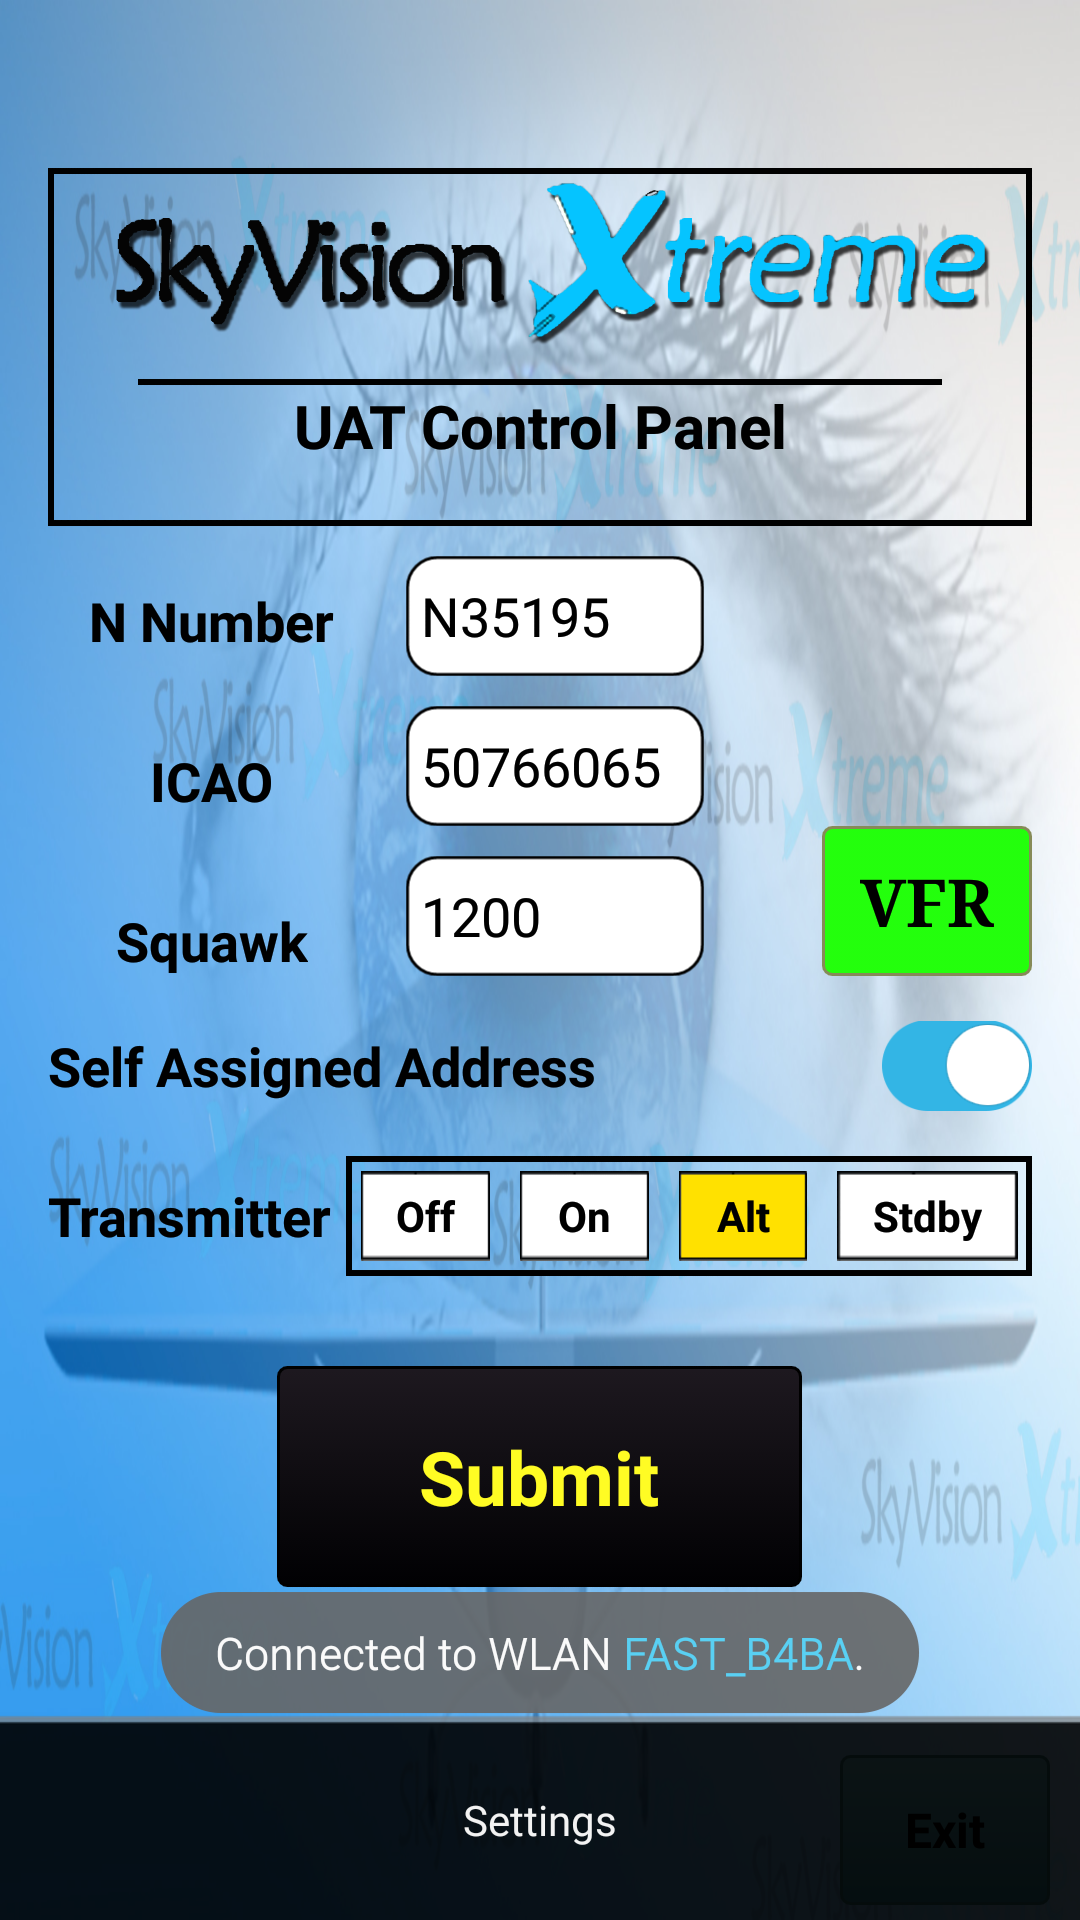 SkyVision Xtreme
UAT Control Panel
N Number
N35195
ICAO
50766065
Squawk
1200
VFR
Self Assigned Address
Transmitter
Off
On
Alt
Stdby
Submit
Connected to WLAN FAST_B4BA.
Settings
Exit